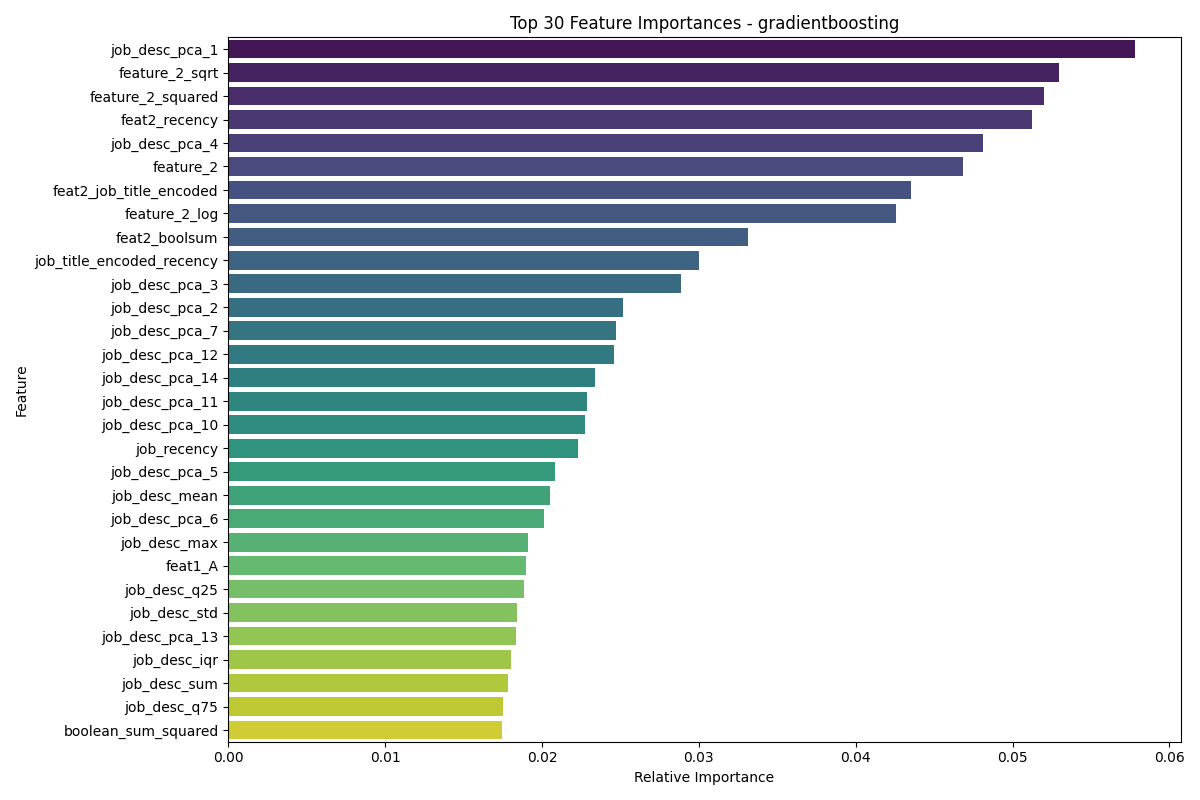 Top 30 Feature Importances - gradientboosting
job_desc_pca_1
feature_2_sqrt
feature_2_squared
feat2_recency
job_desc_pca_4
feature_2
feat2_job_title_encoded
feature_2_log
feat2_boolsum
job_title_encoded_recency
job_desc_pca_3
job_desc_pca_2
job_desc_pca_7
job_desc_pca_12
job_desc_pca_14
job_desc_pca_11
job_desc_pca_10
job_recency
job_desc_pca_5
job_desc_mean
job_desc_pca_6
job_desc_max
feat1_A
job_desc_q25
job_desc_std
job_desc_pca_13
job_desc_iqr
job_desc_sum
job_desc_q75
boolean_sum_squared
Feature
0.00 0.01 0.02 0.03 0.04 0.05 0.06
Relative Importance